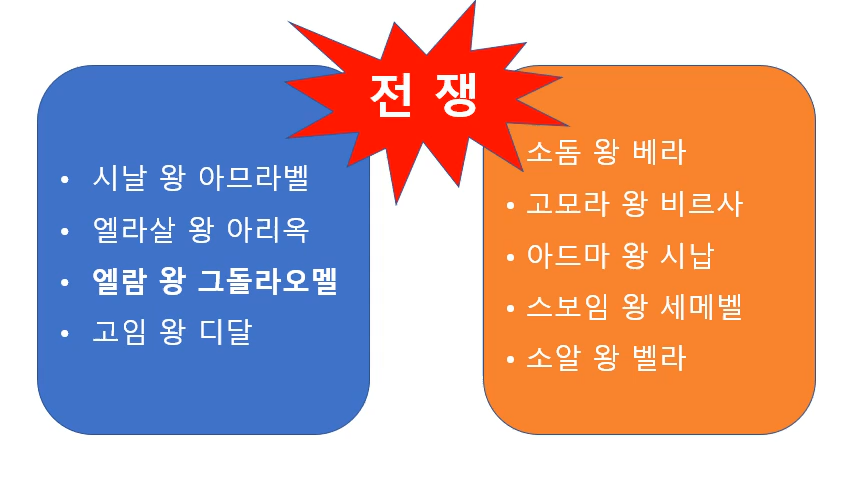 전 쟁
• 시날 왕 아므라벨
• 엘라살 왕 아리옥
• 엘람 왕 그돌라오멜
• 고임 왕 디달
소돔 왕 베라
• 고모라 왕 비르사
• 아드마 왕 시납
• 스보임 왕 세메벨
• 소알 왕 벨라